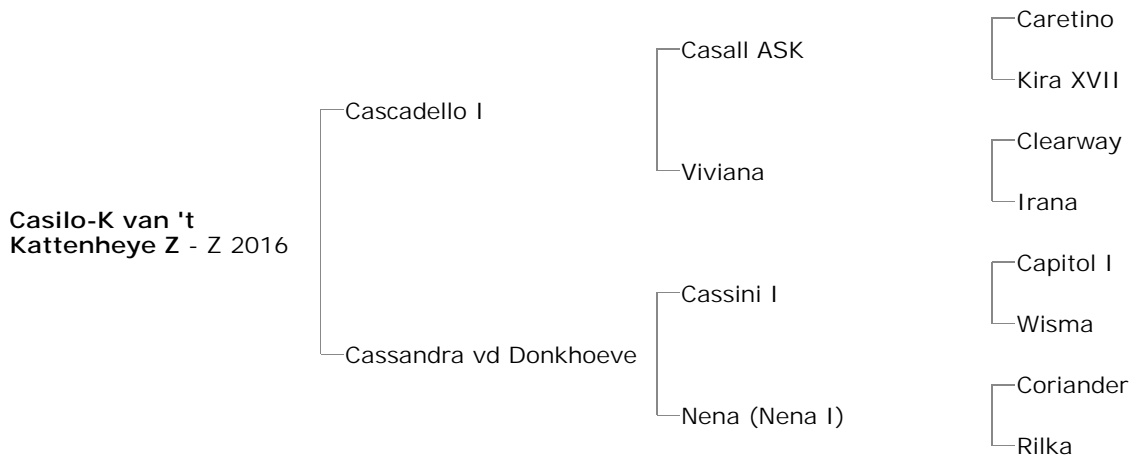 Caretino
Casall ASK
Kira XVII
Cascadello I
Clearway
Viviana
Irana
Casilo-K van 't
Kattenheye Z - Z 2016
Capitol I
Cassini I
Wisma
Cassandra vd Donkhoeve
Coriander
Nena (Nena I)
Rilka